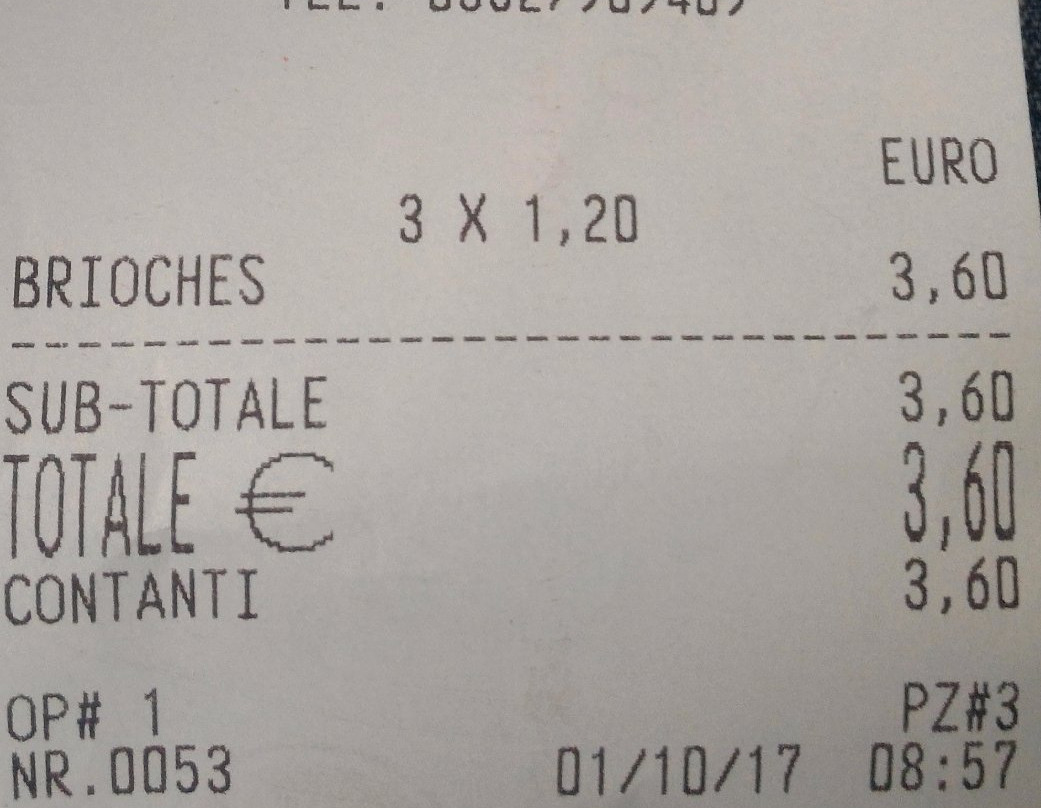 EURO
3 X 1,20
BRIOCHES 3,60
--------------------------------
SUB-TOTALE 3,60
TOTALE € 3,60
CONTANTI 3,60
OP# 1 PZ#3
NR.0053 01/10/17 08:57